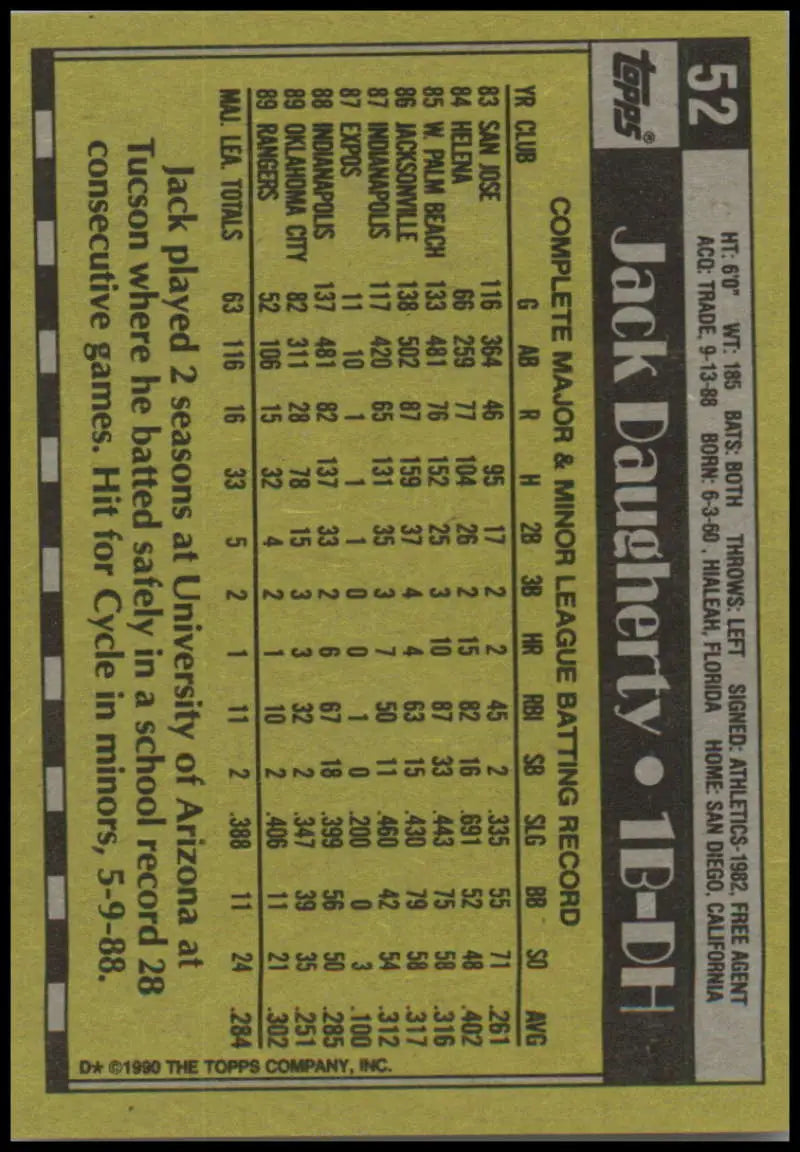 52
HT: 6'0" WT: 185 BATS: BOTH THROWS: LEFT SIGNED: ATHLETICS-1982, FREE AGENT
ACQ: TRADE, 9-13-88 BORN: 6-3-60, HIALEAH, FLORIDA HOME: SAN DIEGO, CALIFORNIA
topps®
Jack Daugherty • 1B-DH
COMPLETE MAJOR & MINOR LEAGUE BATTING RECORD
YR CLUB G AB R H 2B 3B HR RBI SB SLG BB SO AVG
83 SAN JOSE 116 364 46 95 17 2 2 45 2 .335 55 71 .261
84 HELENA 66 259 77 104 26 2 15 82 16 .691 52 48 .402
85 W. PALM BEACH 133 481 76 152 25 3 10 87 33 .443 75 58 .316
86 JACKSONVILLE 138 502 87 159 37 4 4 63 15 .430 79 58 .317
87 INDIANAPOLIS 117 420 65 131 35 3 7 50 11 .460 42 54 .312
87 EXPOS 11 10 1 1 1 0 0 1 0 .200 0 3 .100
88 INDIANAPOLIS 137 481 82 137 33 2 6 67 18 .399 56 50 .285
89 OKLAHOMA CITY 82 311 28 78 15 3 3 32 2 .347 39 35 .251
89 RANGERS 52 106 15 32 4 2 1 10 2 .406 11 21 .302
MAJ. LEA. TOTALS 63 116 16 33 5 2 1 11 2 .388 11 24 .284
Jack played 2 seasons at University of Arizona at
Tucson where he batted safely in a school record 28
consecutive games. Hit for Cycle in minors, 5-9-88.
D* ©1990 THE TOPPS COMPANY, INC.